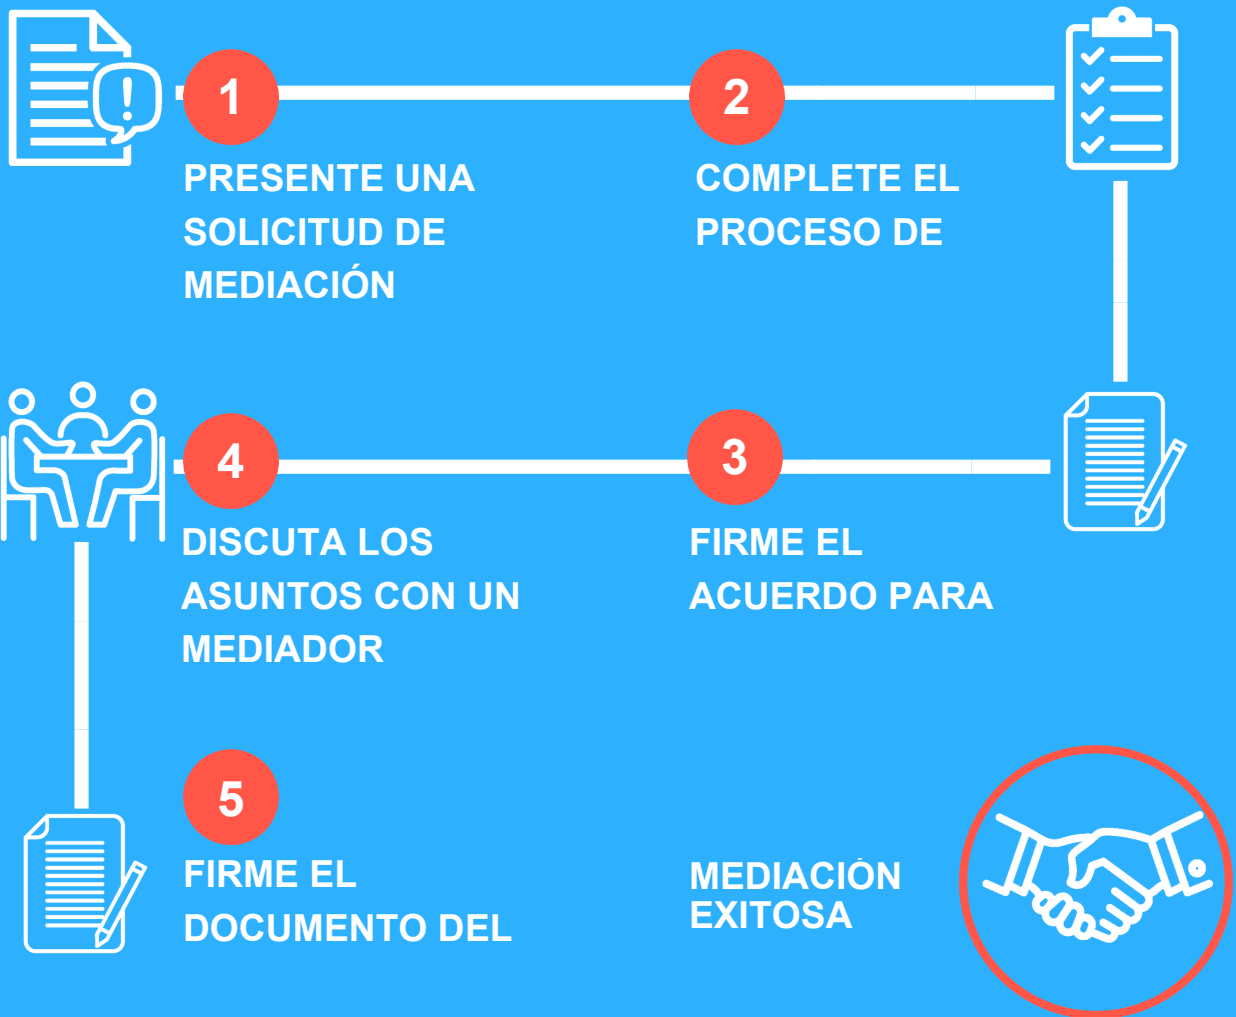 1
PRESENTE UNA
SOLICITUD DE
MEDIACIÓN
2
COMPLETE EL
PROCESO DE
3
FIRME EL
ACUERDO PARA
4
DISCUTA LOS
ASUNTOS CON UN
MEDIADOR
5
FIRME EL
DOCUMENTO DEL
MEDIACIÓN
EXITOSA